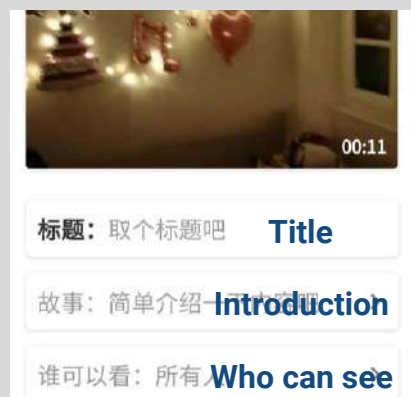 00:11
标题：取个标题吧 Title
故事：简单介绍一 Introduction
谁可以看：所有 Who can see